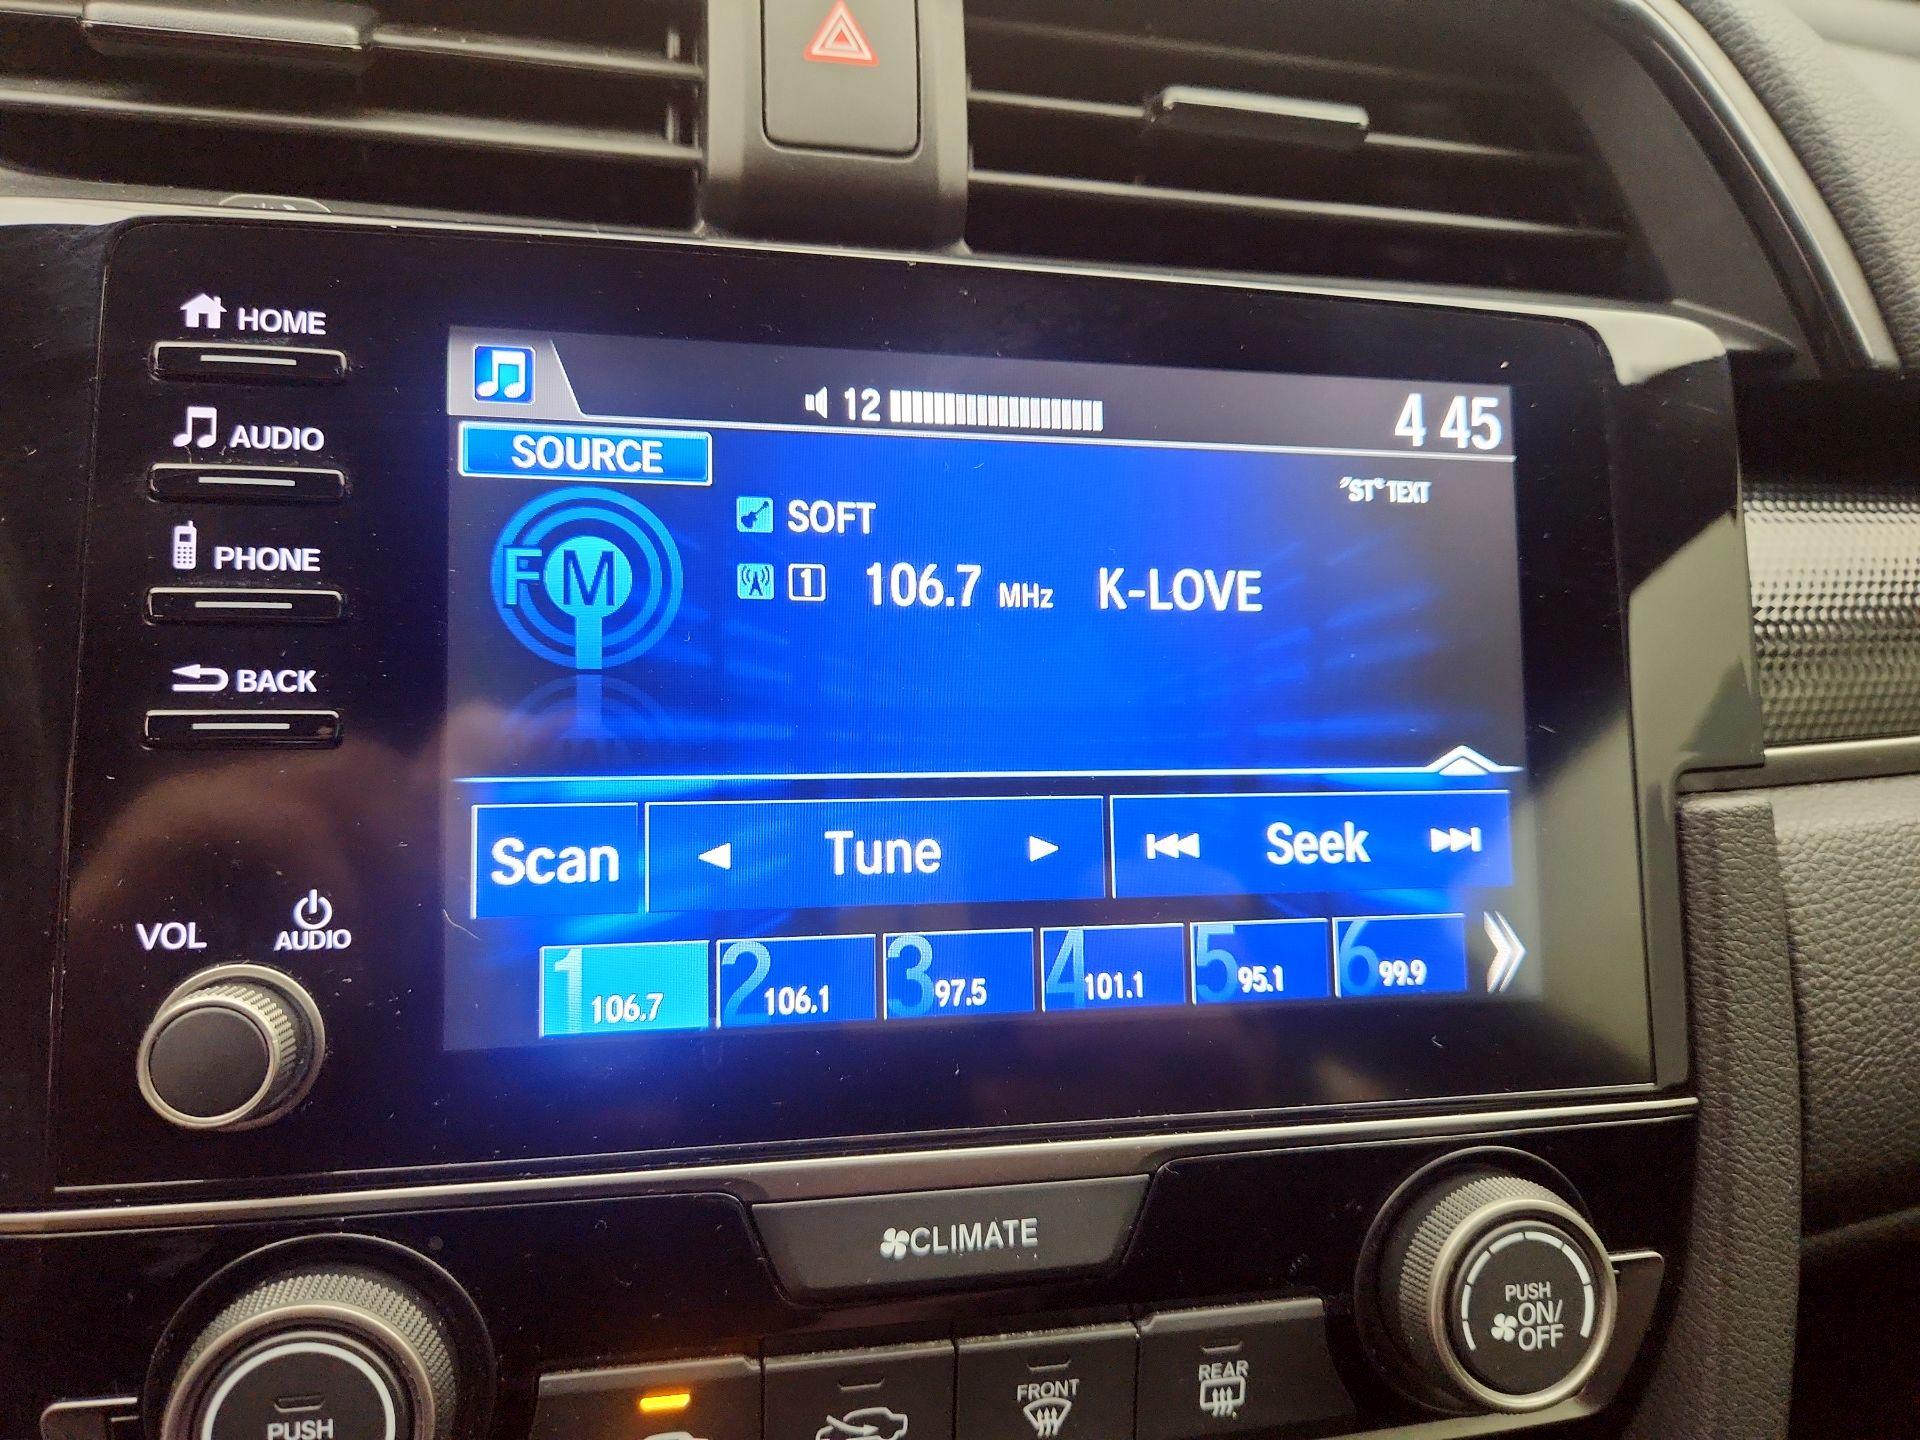 HOME
AUDIO
PHONE
BACK
VOL
AUDIO
12
4 45
SOURCE
ST TEXT
FM
SOFT
1 106.7 MHz K-LOVE
Scan Tune Seek
1 106.7 2 106.1 3 97.5 4 101.1 5 95.1 6 99.9
CLIMATE
PUSH
ON/
OFF
PUSH
FRONT
REAR